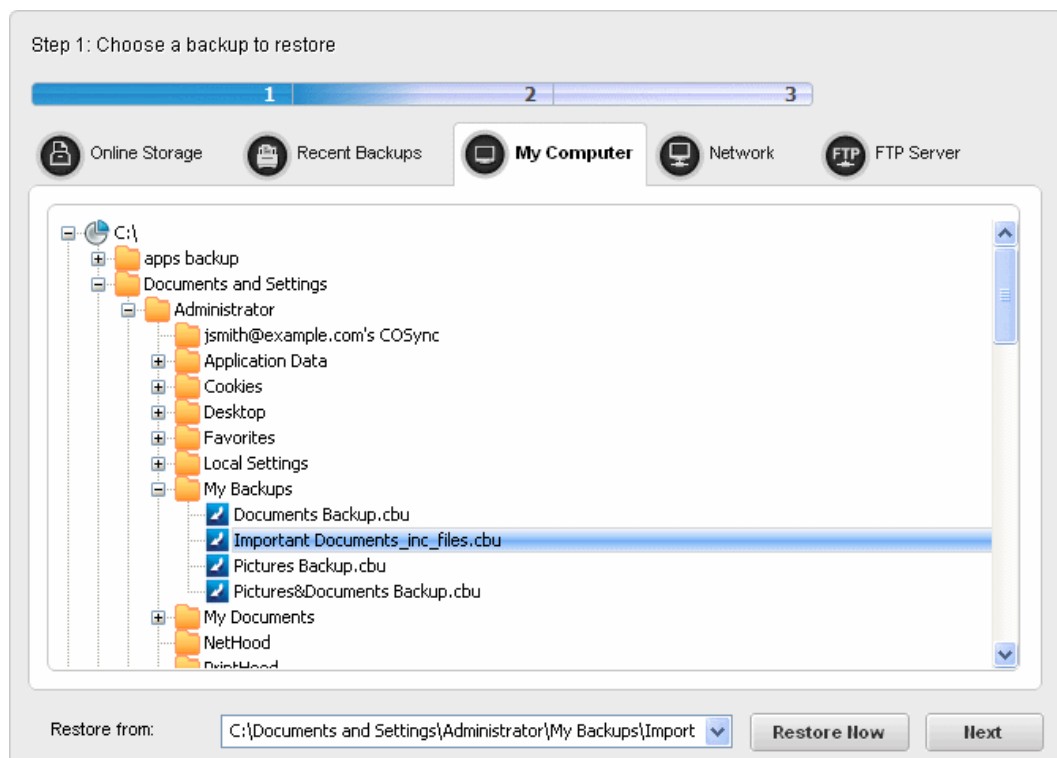 Step 1: Choose a backup to restore
1 2 3
Online Storage Recent Backups My Computer Network FTP FTP Server
C:\
apps backup
Documents and Settings
Administrator
jsmith@example.com's COSync
Application Data
Cookies
Desktop
Favorites
Local Settings
My Backups
Documents Backup.cbu
Important Documents_inc_files.cbu
Pictures Backup.cbu
Pictures&Documents Backup.cbu
My Documents
NetHood
PrintHood
Restore from: C:\Documents and Settings\Administrator\My Backups\Import Restore Now Next